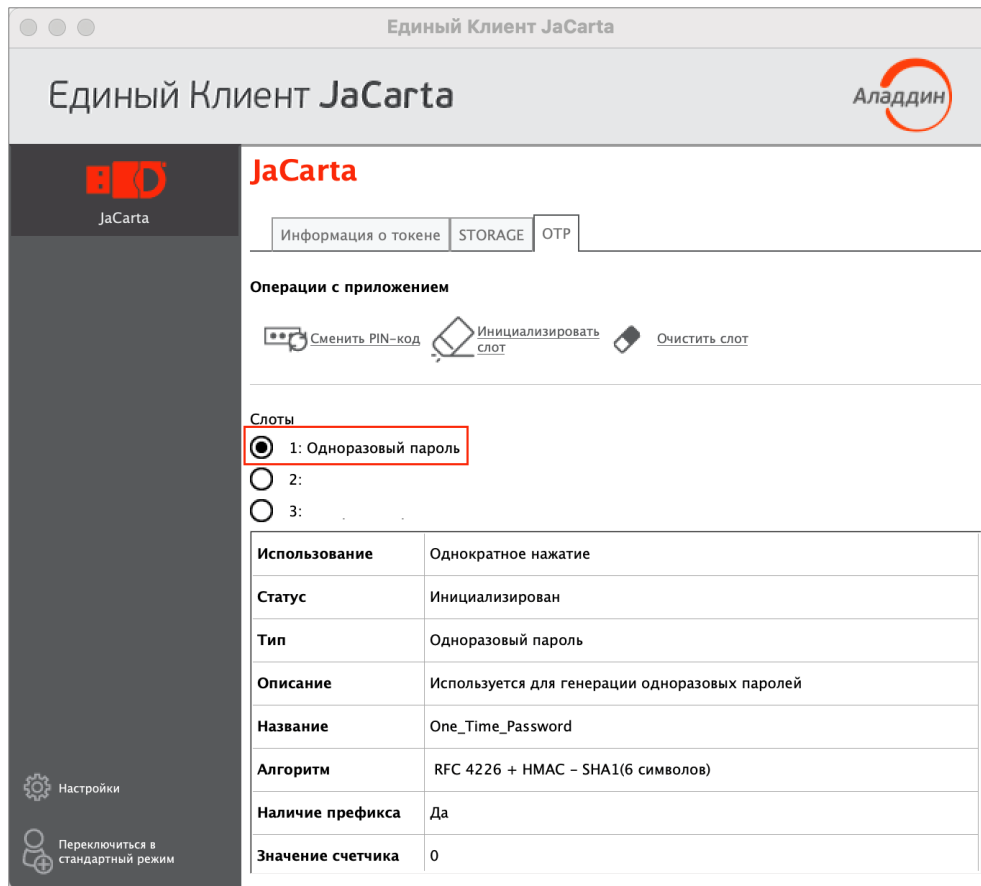 Единый Клиент JaCarta
Единый Клиент JaCarta
Аладдин
JaCarta
JaCarta
Информация о токене STORAGE OTP
Операции с приложением
Сменить PIN-код
Инициализировать
слот
Очистить слот
Слоты
1: Одноразовый пароль
2:
3:
Использование Однократное нажатие
Статус Инициализирован
Тип Одноразовый пароль
Описание Используется для генерации одноразовых паролей
Название One_Time_Password
Алгоритм RFC 4226 + HMAC – SHA1(6 символов)
Наличие префикса Да
Значение счетчика 0
Настройки
Переключиться в
стандартный режим